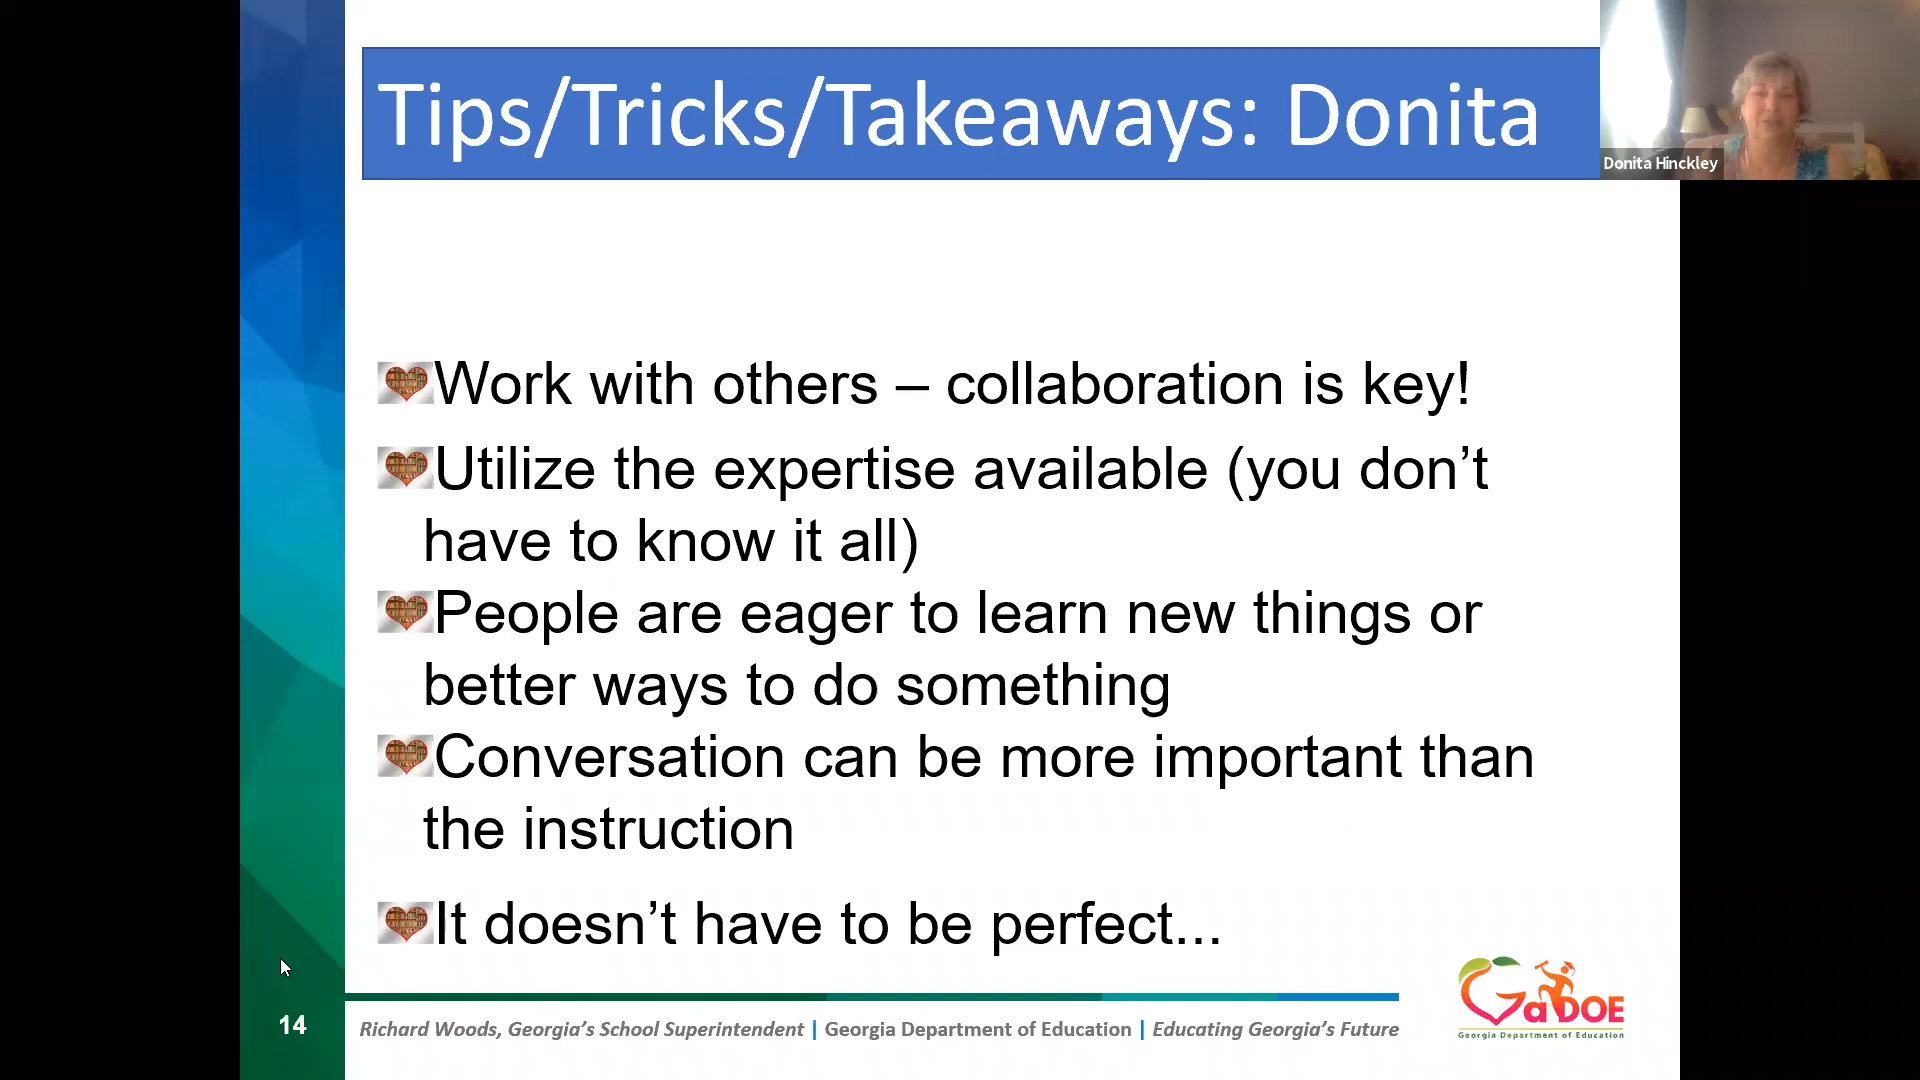 Tips/Tricks/Takeaways: Donita
Donita Hinckley
Work with others – collaboration is key!
Utilize the expertise available (you don’t
have to know it all)
People are eager to learn new things or
better ways to do something
Conversation can be more important than
the instruction
It doesn’t have to be perfect...
14
Richard Woods, Georgia’s School Superintendent | Georgia Department of Education | Educating Georgia’s Future
GaDOE
Georgia Department of Education